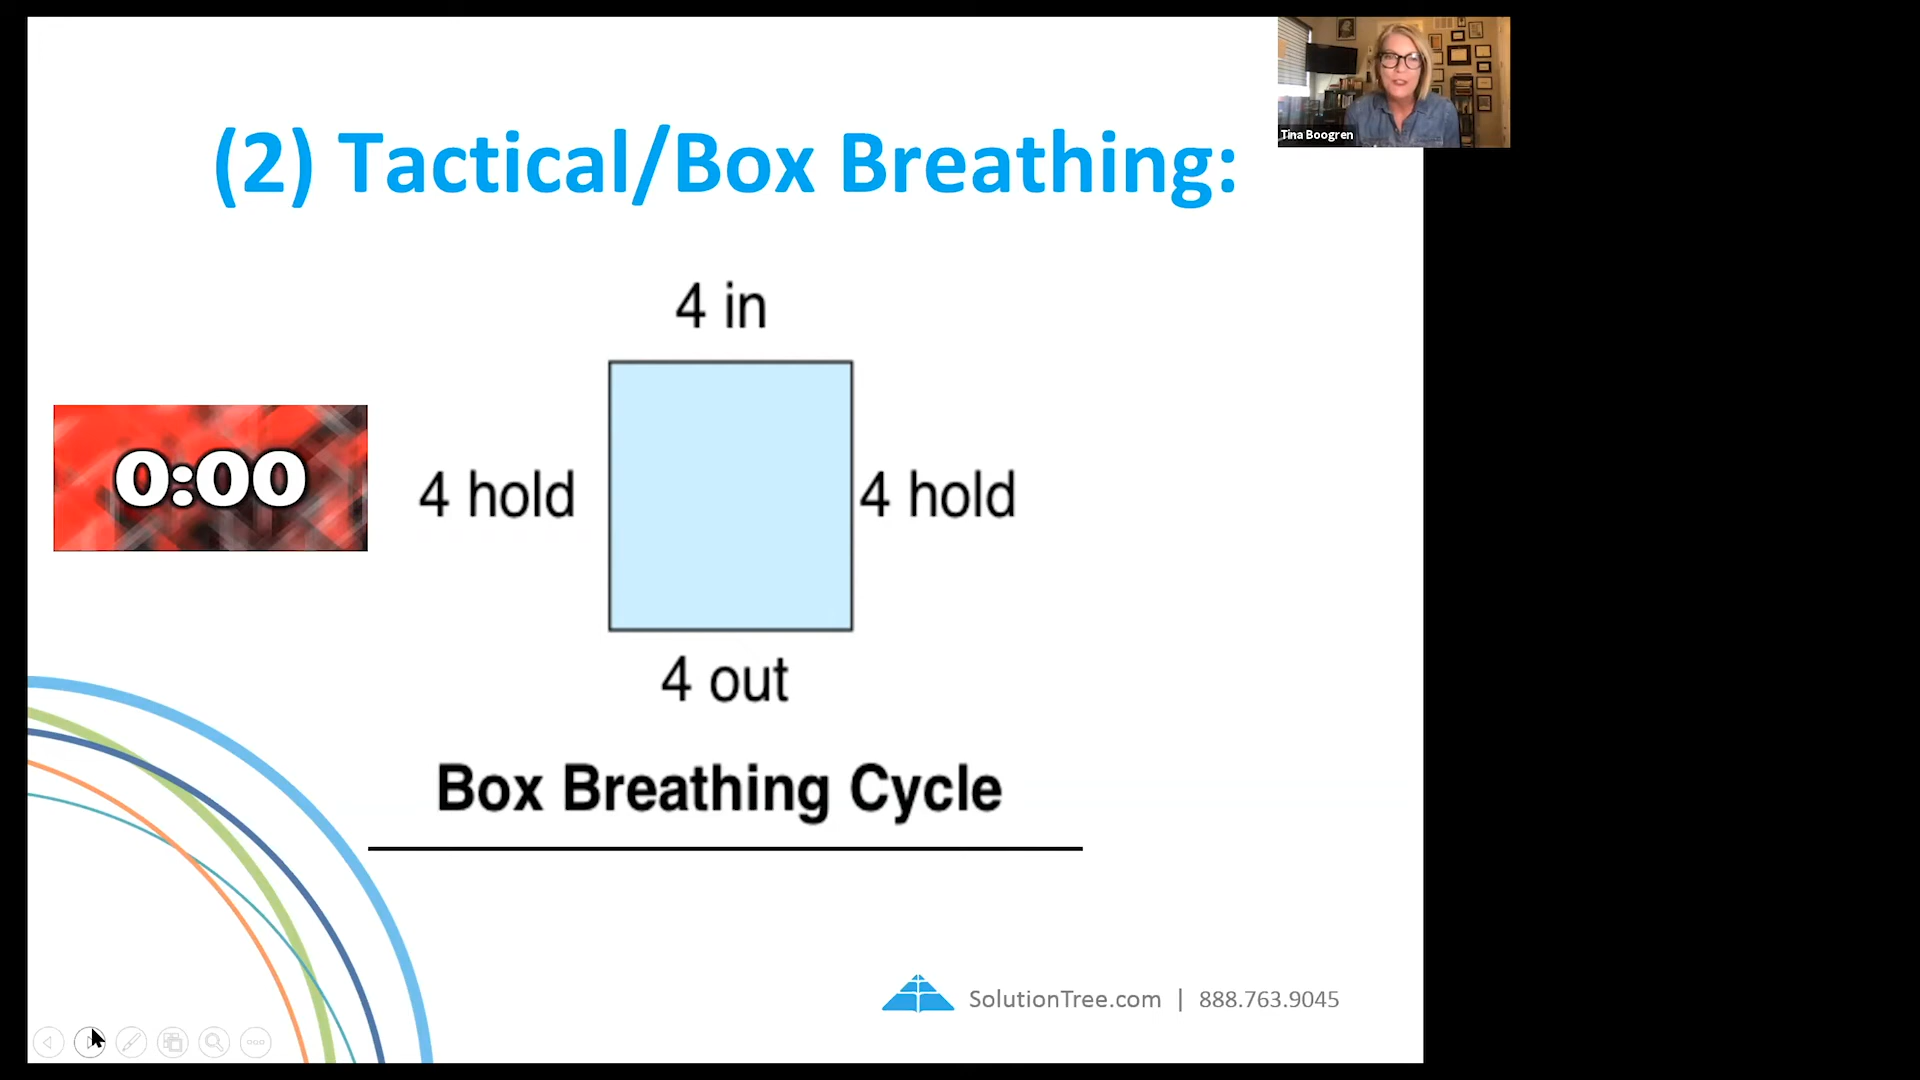 Tina Boogren
(2) Tactical/Box Breathing:
4 in
0:00
4 hold
4 hold
4 out
Box Breathing Cycle
SolutionTree.com | 888.763.9045